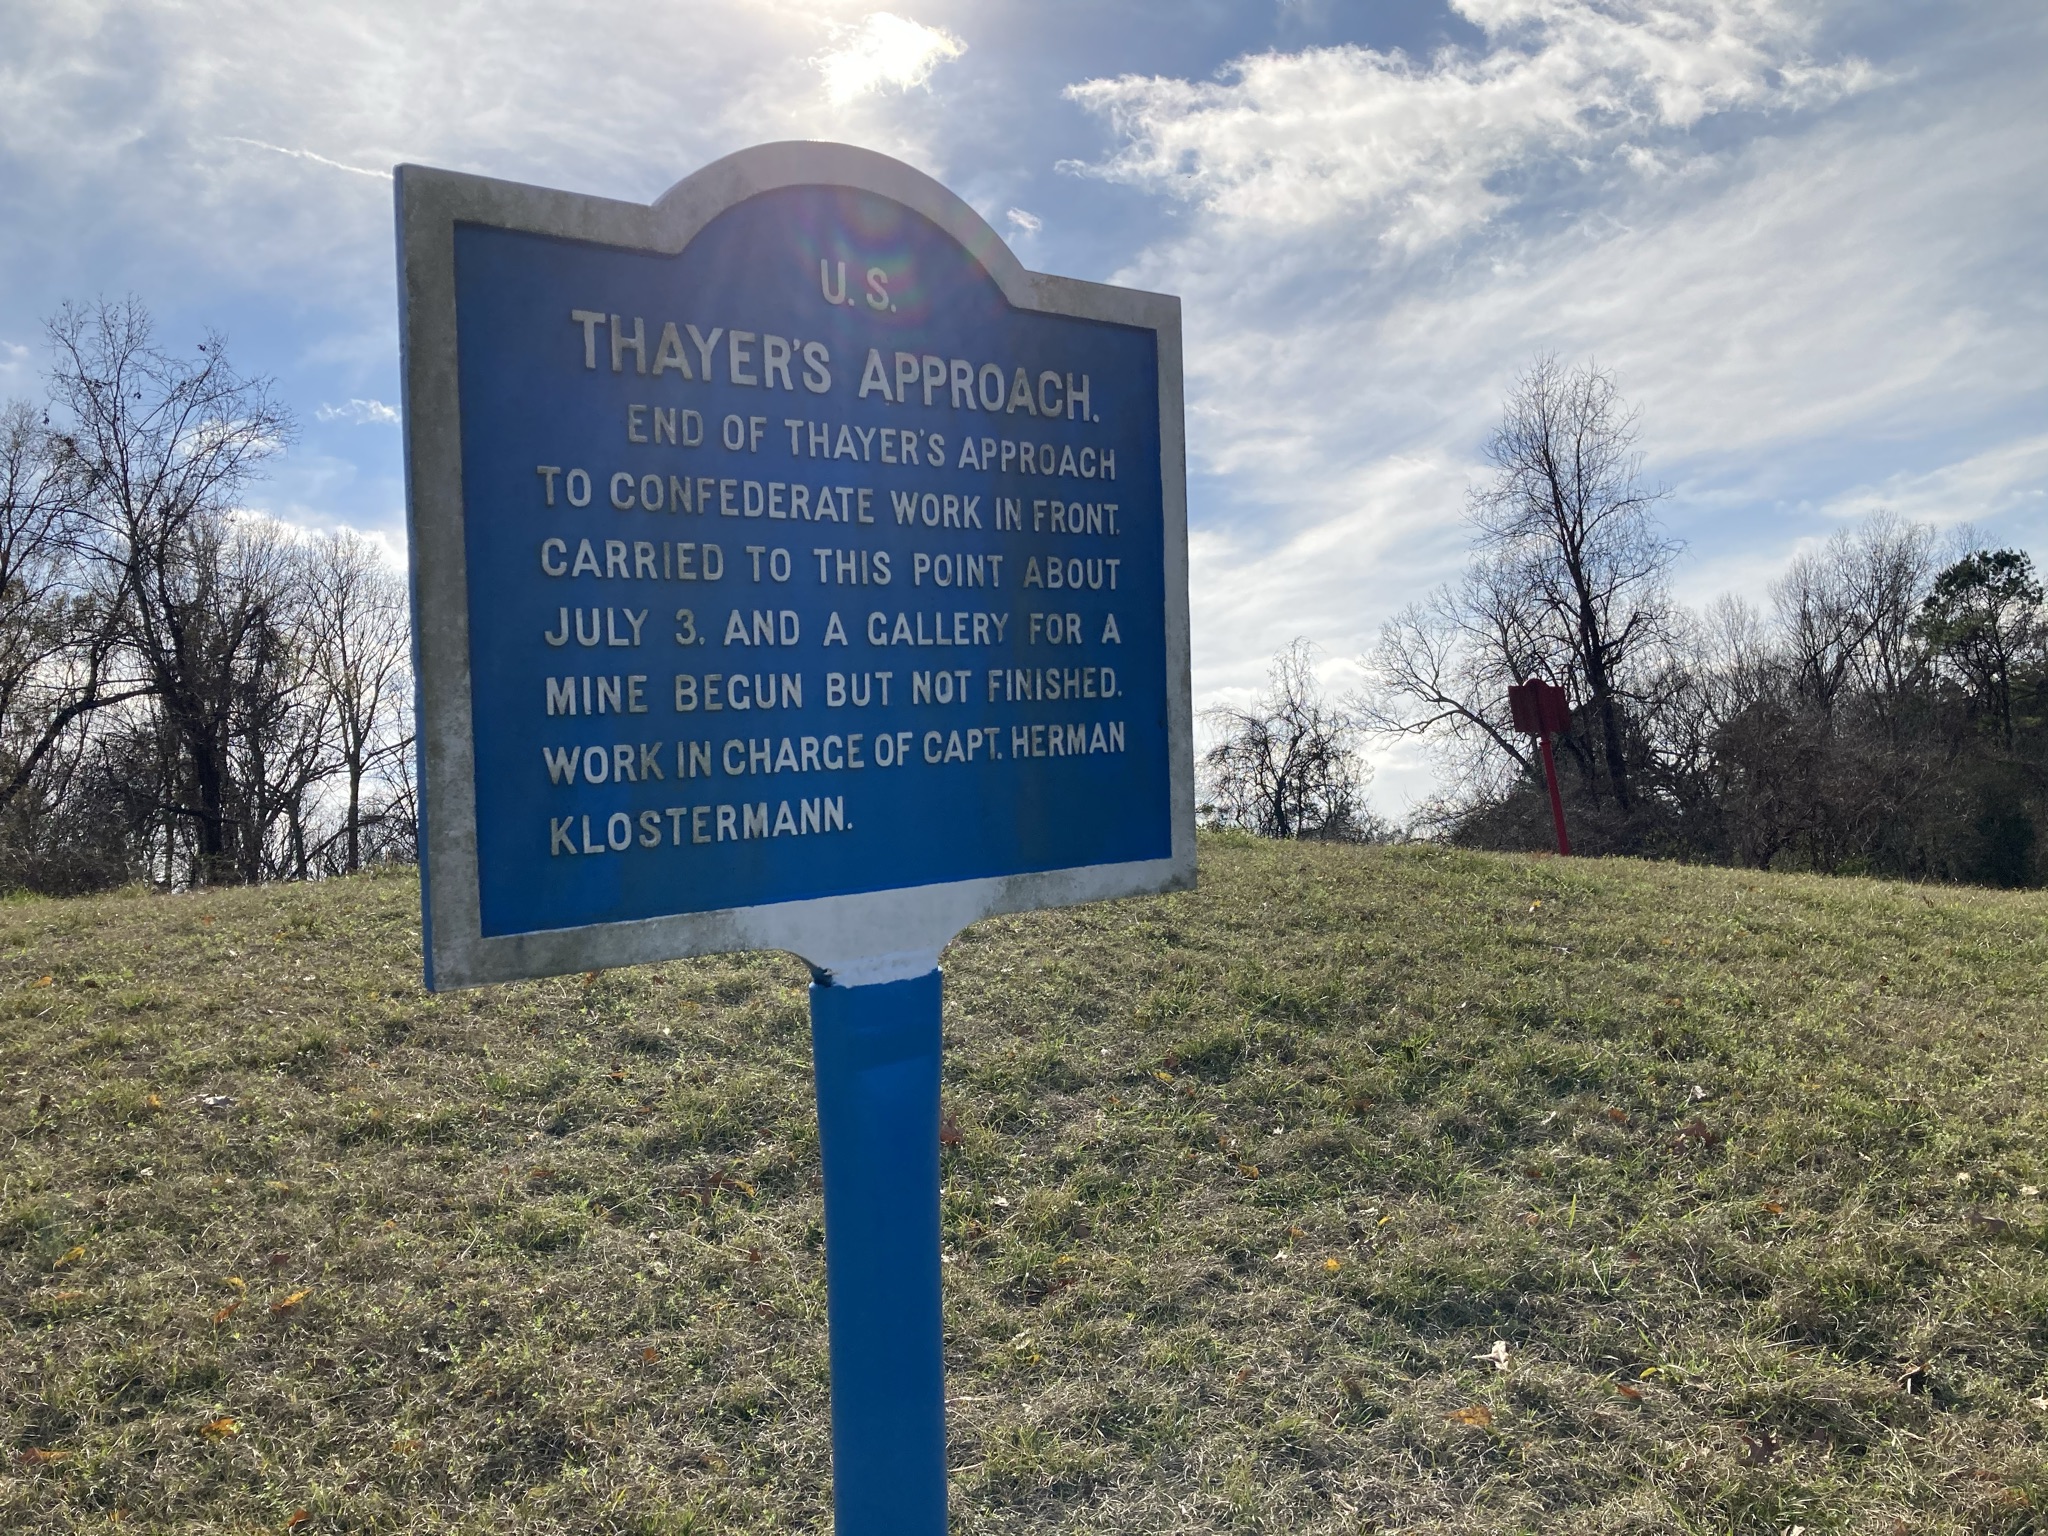 U. S.
THAYER'S APPROACH.
END OF THAYER'S APPROACH
TO CONFEDERATE WORK IN FRONT.
CARRIED TO THIS POINT ABOUT
JULY 3, AND A GALLERY FOR A
MINE BEGUN BUT NOT FINISHED.
WORK IN CHARGE OF CAPT. HERMAN
KLOSTERMANN.